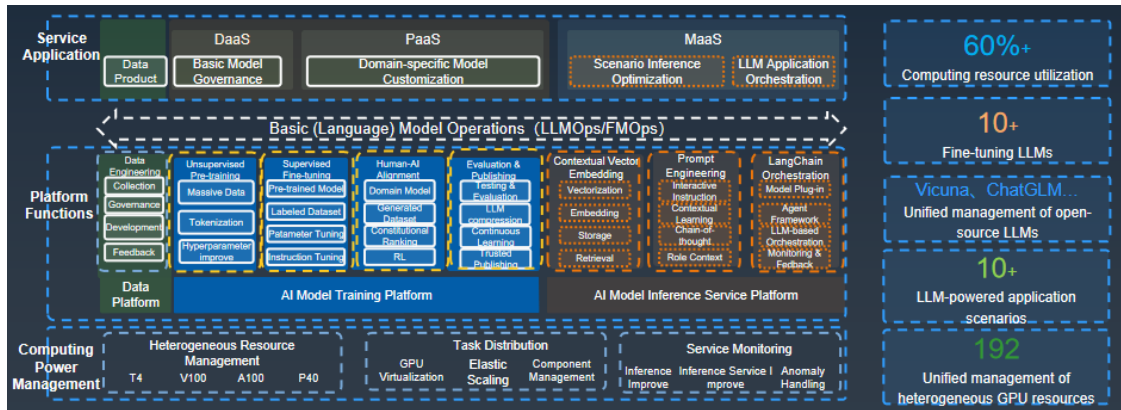 Service
Application
DaaS
PaaS
MaaS
Data
Product
Basic Model
Governance
Domain-specific Model
Customization
Scenario Inference
Optimization
LLM Application
Orchestration
Basic (Language) Model Operations (LLMOps/FMOps)
Platform
Functions
Data
Engineering
Collection
Governance
Development
Feedback
Data
Platform
Unsupervised
Pre-training
Massive Data
Tokenization
Hyperparameter
improve
Supervised
Fine-tuning
Pre-trained Model
Labeled Dataset
Patameter Tuning
Instruction Tuning
Human-AI
Alignment
Domain Model
Generated
Dataset
Constitutional
Ranking
RL
Evaluation &
Publishing
Testing &
Evaluation
LLM
compression
Continuous
Learning
Trusted
Publishing
AI Model Training Platform
Contextual Vector
Embedding
Vectorization
Embedding
Storage
Retrieval
Prompt
Engineering
Interactive
Instruction
Contextual
Learning
Chain-of-
thought
Role Context
LangChain
Orchestration
Model Plug-in
Agent
Framework
LLM-based
Orchestration
Monitoring &
Fedback
AI Model Inference Service Platform
Computing
Power
Management
Heterogeneous Resource
Management
T4
V100
A100
P40
Task Distribution
GPU
Virtualization
Elastic
Scaling
Component
Management
Service Monitoring
Inference
Improve
Inference Service I
mprove
Anomaly
Handling
60%+
Computing resource utilization
10+
Fine-tuning LLMs
Vicuna、ChatGLM...
Unified management of open-
source LLMs
10+
LLM-powered application
scenarios
192
Unified management of
heterogeneous GPU resources